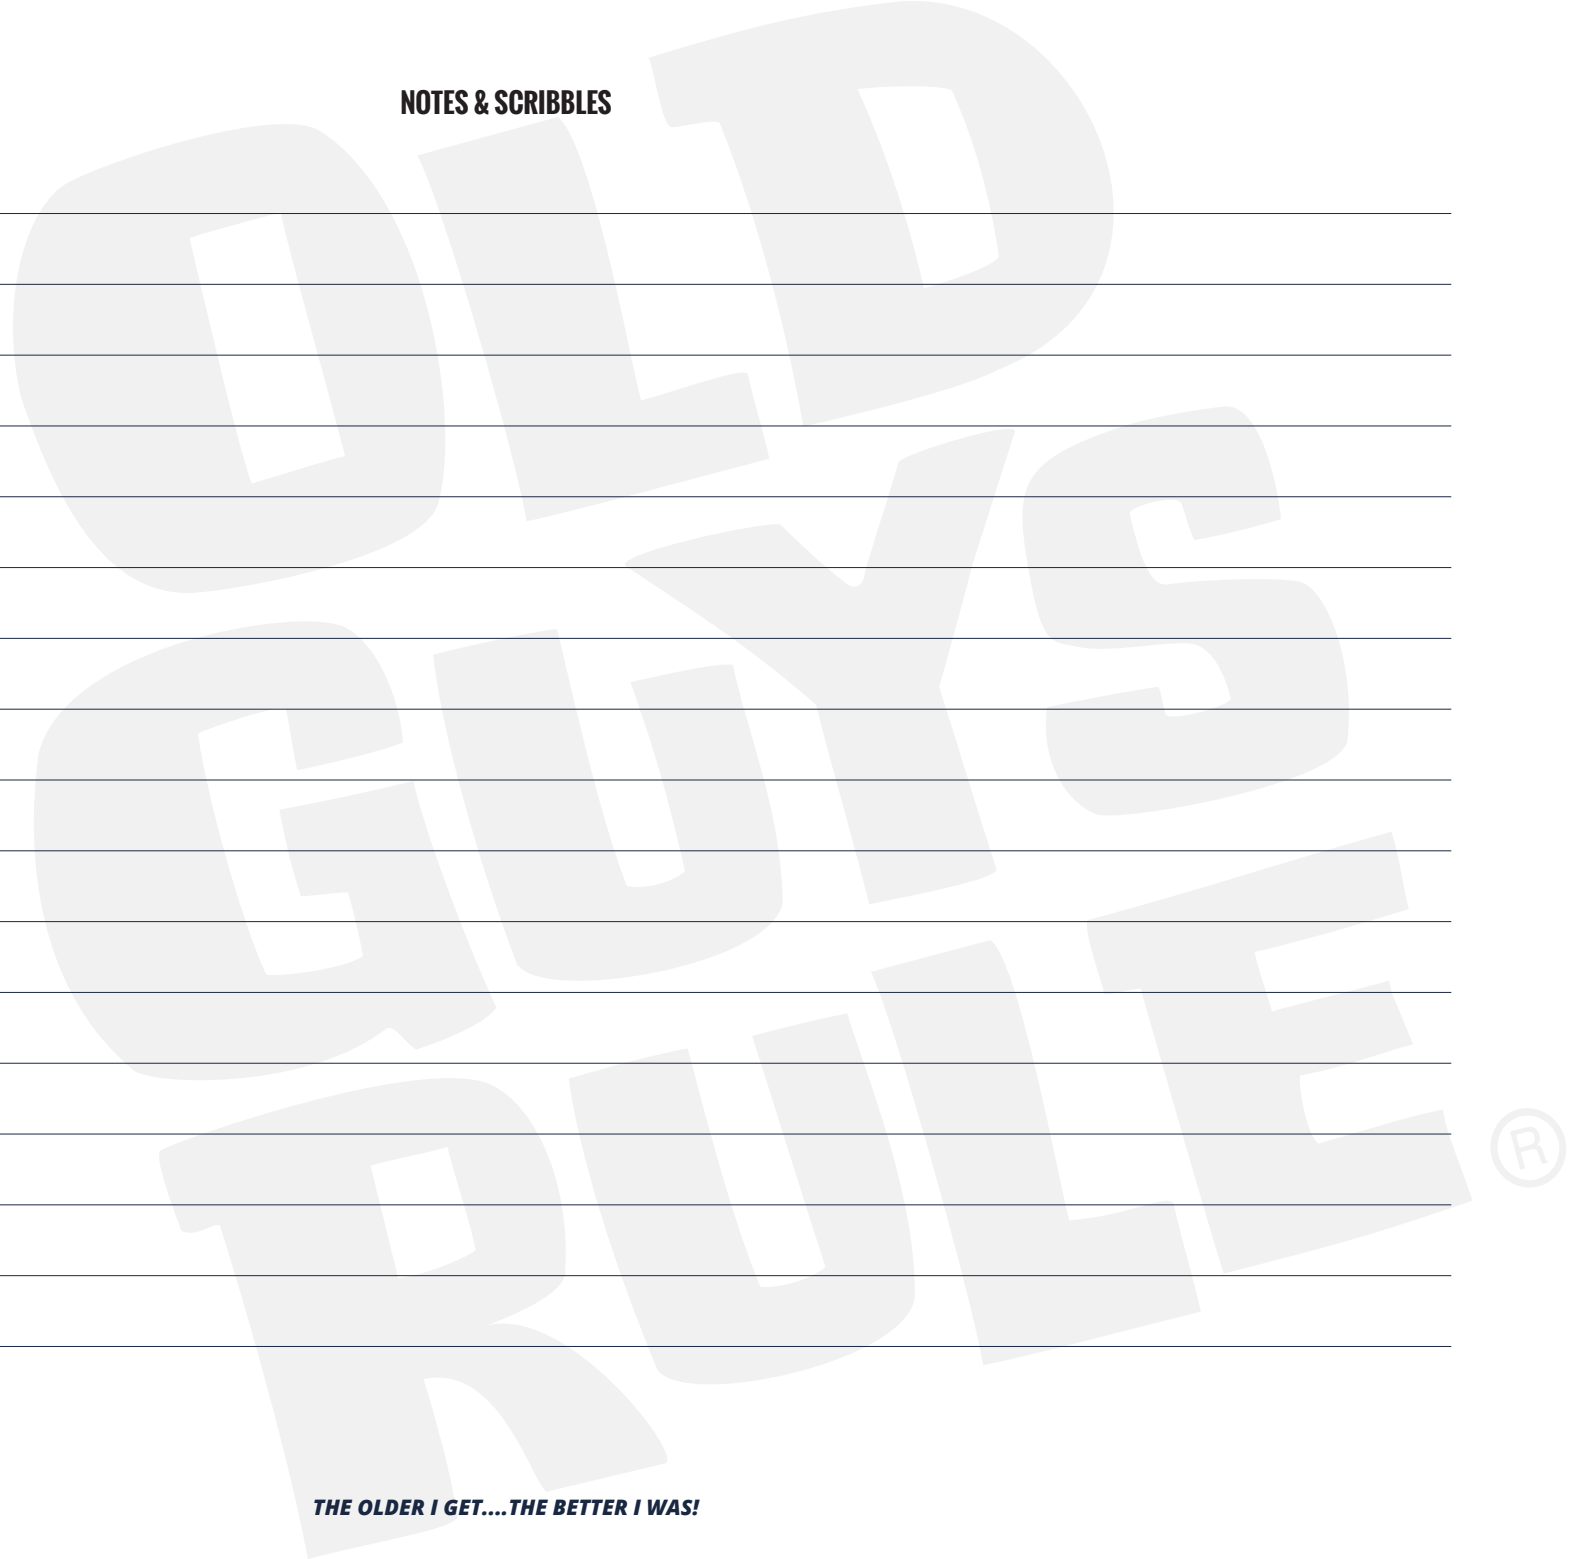 NOTES & SCRIBBLES
OLD
GUYS
RULE®
THE OLDER I GET....THE BETTER I WAS!